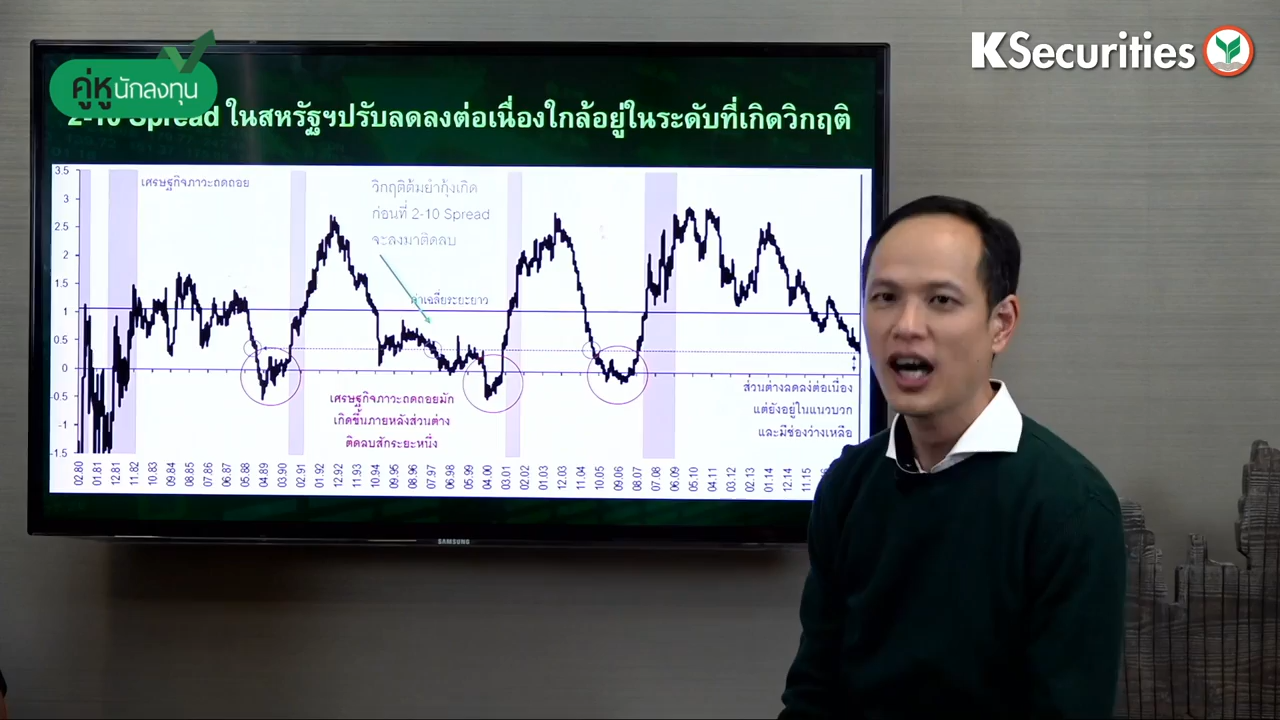 KSecurities
คู่หูนักลงทุน
2-10 Spread ในสหรัฐฯปรับลดลงต่อเนื่องใกล้อยู่ในระดับที่เกิดวิกฤติ
3.5
3
2.5
2
1.5
1
0.5
0
-0.5
-1
-1.5
เศรษฐกิจภาวะถดถอย
วิกฤติต้มยำกุ้งเกิด
ก่อนที่ 2-10 Spread
จะลงมาติดลบ
ค่าเฉลี่ยระยะยาว
เศรษฐกิจภาวะถดถอยมัก
เกิดขึ้นภายหลังส่วนต่าง
ติดลบสักระยะหนึ่ง
ส่วนต่างลดลงต่อเนื่อง
แต่ยังอยู่ในแนวบวก
และมีช่องว่างเหลือ
02.80 01.81 12.81 11.82 10.83 09.84 08.85 07.86 06.87 05.88 04.89 03.90 02.91 01.92 12.92 11.93 10.94 09.95 08.96 07.97 06.98 05.99 04.00 03.01 02.02 01.03 12.03 11.04 10.05 09.06 08.07 07.08 06.09 05.10 04.11 03.12 02.13 01.14 12.14 11.15
SAMSUNG